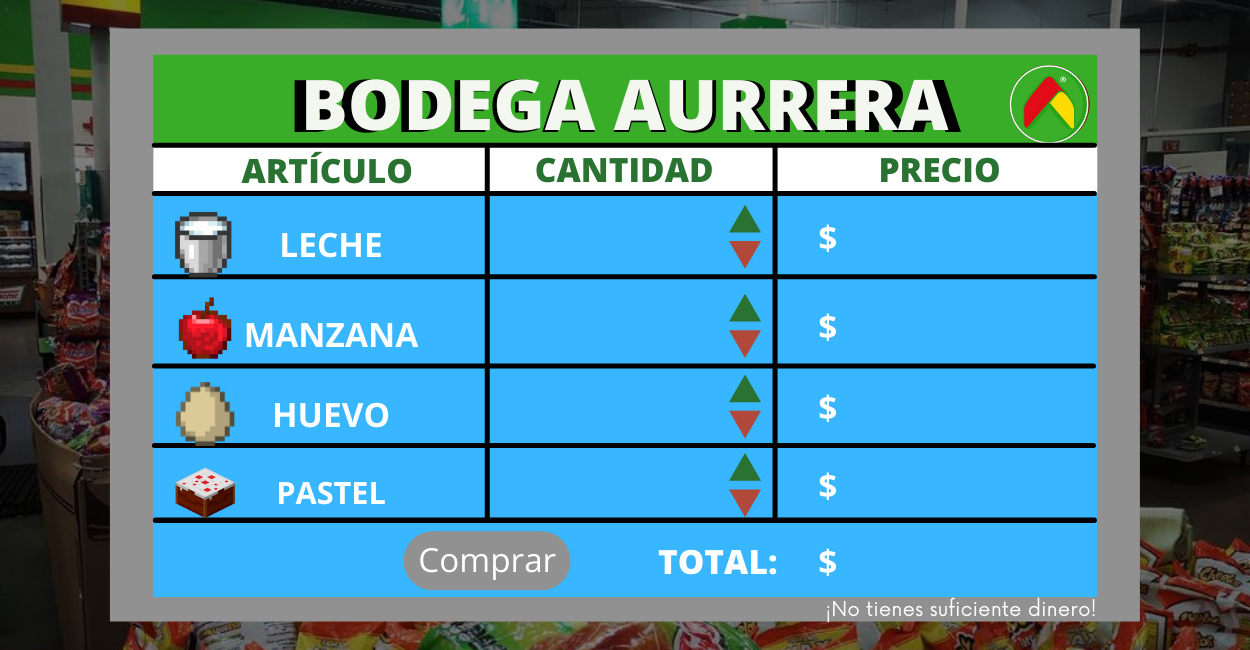 BODEGA AURRERA
®
ARTÍCULO CANTIDAD PRECIO
LECHE $
MANZANA $
HUEVO $
PASTEL $
Comprar TOTAL: $
¡No tienes suficiente dinero!